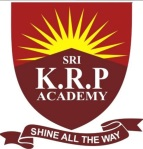 SRI
K.R.P
ACADEMY
SHINE ALL THE WAY